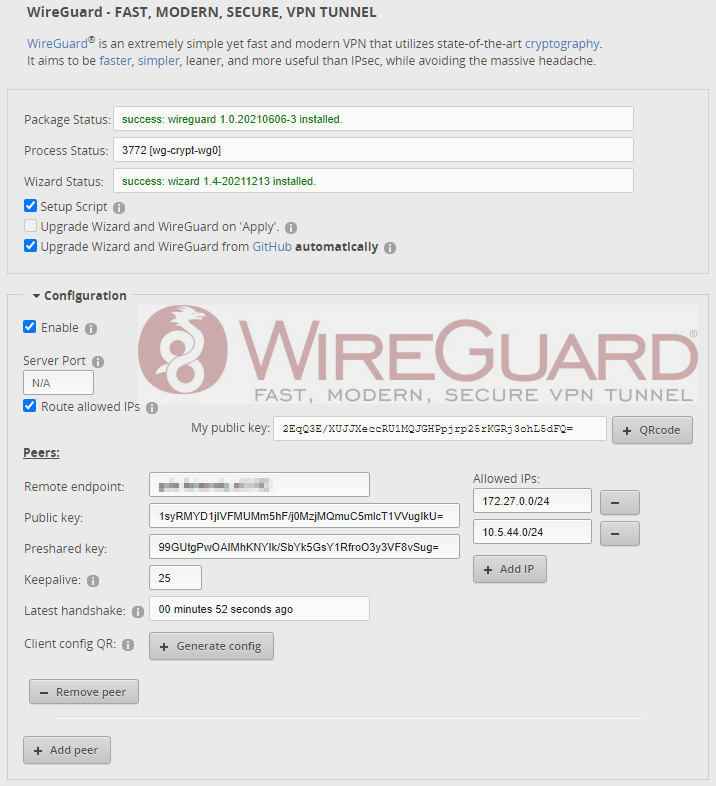 WireGuard - FAST, MODERN, SECURE, VPN TUNNEL
WireGuard® is an extremely simple yet fast and modern VPN that utilizes state-of-the-art cryptography.
It aims to be faster, simpler, leaner, and more useful than IPsec, while avoiding the massive headache.
Package Status: success: wireguard 1.0.20210606-3 installed.
Process Status: 3772 [wg-crypt-wg0]
Wizard Status: success: wizard 1.4-20211213 installed.
Setup Script
Upgrade Wizard and WireGuard on 'Apply'.
Upgrade Wizard and WireGuard from GitHub automatically
Configuration
Enable
WIREGUARD®
FAST, MODERN, SECURE VPN TUNNEL
Server Port
N/A
Route allowed IPs
My public key: 2EqQ3E/XUJJXeccRU1MQJGHPpjrp25rKGRj3ohL5dFQ= + QRcode
Peers:
Remote endpoint:
Allowed IPs:
172.27.0.0/24 −
Public key: 1syRMYD1jIVFMUMm5hF/j0MzjMQmuC5mlcT1VVugIkU=
10.5.44.0/24 −
Preshared key: 99GUtgPwOAIMhKNYIk/SbYk5GsY1RfroO3y3VF8vSug=
+ Add IP
Keepalive: 25
Latest handshake: 00 minutes 52 seconds ago
Client config QR: + Generate config
− Remove peer
+ Add peer